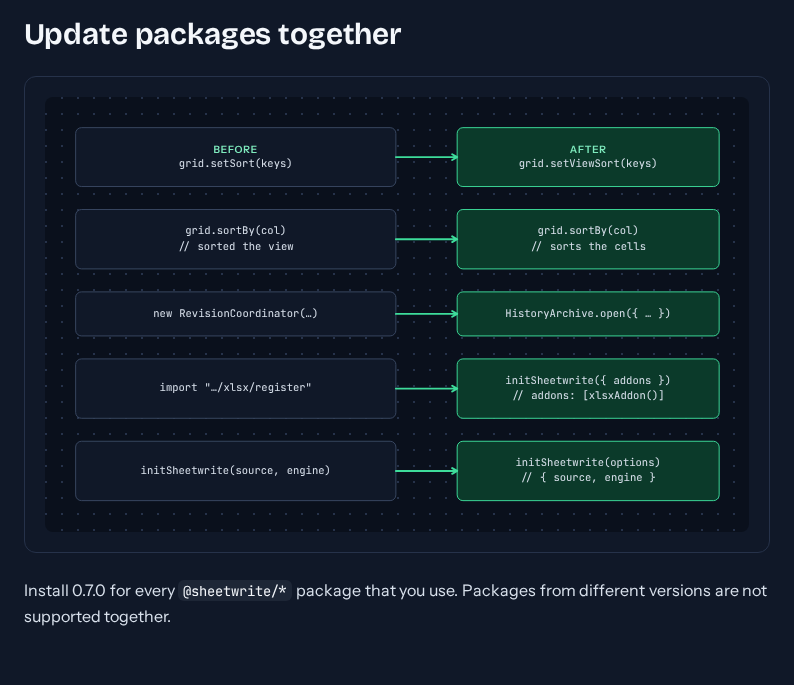 Update packages together
BEFORE
grid.setSort(keys)
AFTER
grid.setViewSort(keys)
grid.sortBy(col)
// sorted the view
grid.sortBy(col)
// sorts the cells
new RevisionCoordinator(…)
HistoryArchive.open({ … })
import "…/xlsx/register"
initSheetwrite({ addons })
// addons: [xlsxAddon()]
initSheetwrite(source, engine)
initSheetwrite(options)
// { source, engine }
Install 0.7.0 for every @sheetwrite/* package that you use. Packages from different versions are not
supported together.